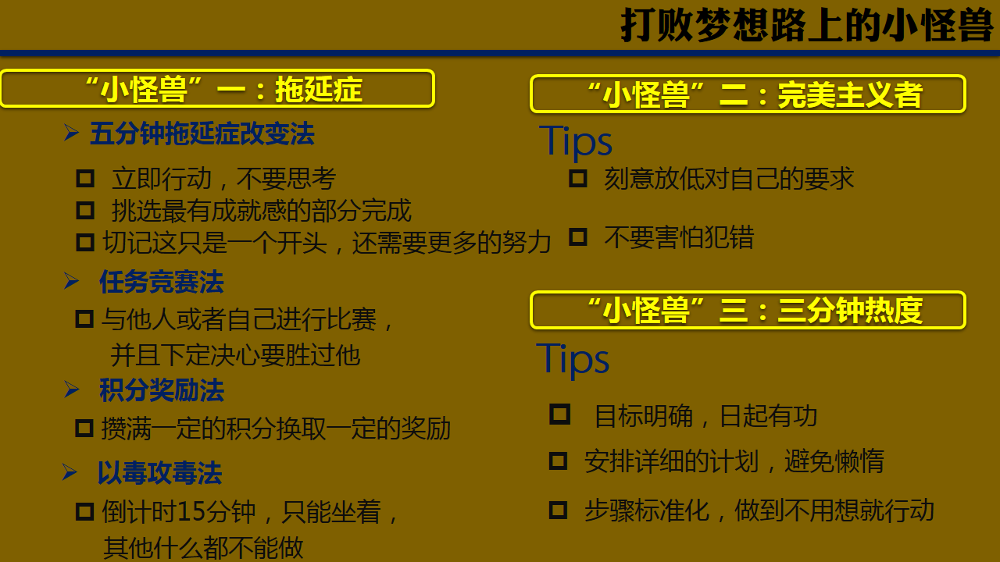 打败梦想路上的小怪兽
“小怪兽”一：拖延症
五分钟拖延症改变法
立即行动，不要思考
挑选最有成就感的部分完成
切记这只是一个开头，还需要更多的努力
任务竞赛法
与他人或者自己进行比赛，
并且下定决心要胜过他
积分奖励法
攒满一定的积分换取一定的奖励
以毒攻毒法
倒计时15分钟，只能坐着，
其他什么都不能做
“小怪兽”二：完美主义者
Tips
刻意放低对自己的要求
不要害怕犯错
“小怪兽”三：三分钟热度
Tips
目标明确，日起有功
安排详细的计划，避免懒惰
步骤标准化，做到不用想就行动